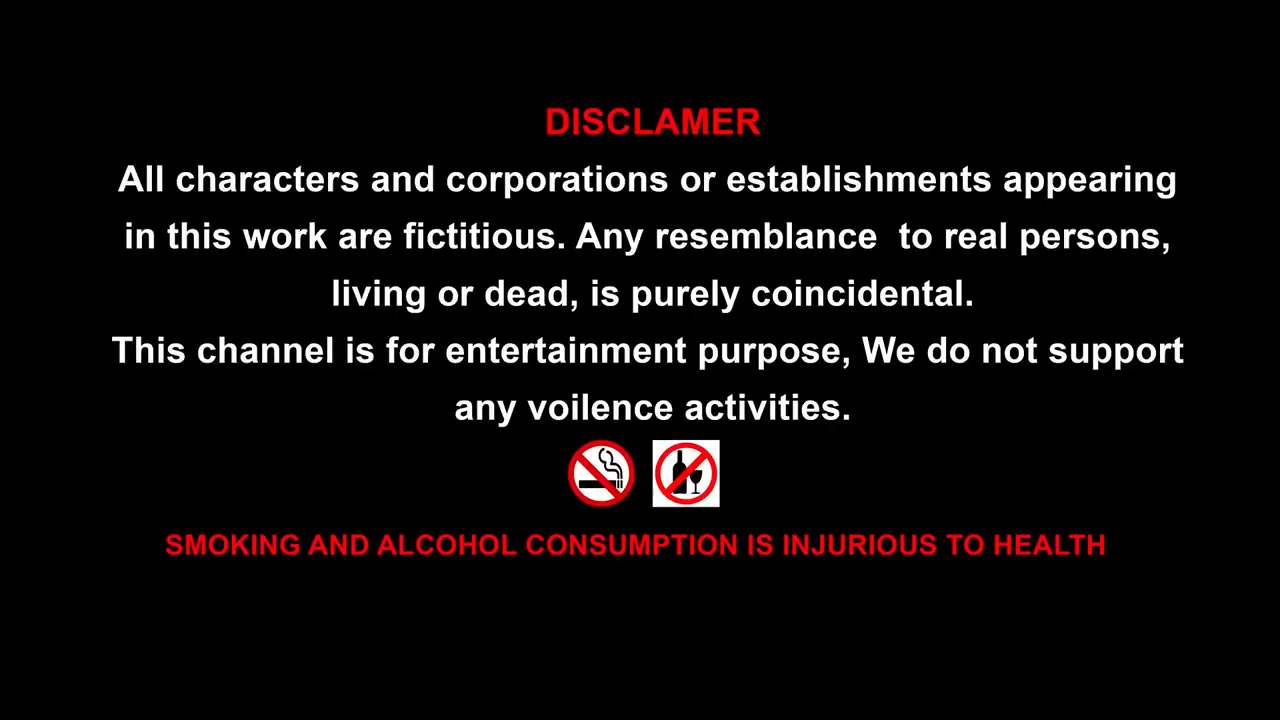 DISCLAMER
All characters and corporations or establishments appearing
in this work are fictitious. Any resemblance  to real persons,
living or dead, is purely coincidental.
This channel is for entertainment purpose, We do not support
any voilence activities.
SMOKING AND ALCOHOL CONSUMPTION IS INJURIOUS TO HEALTH